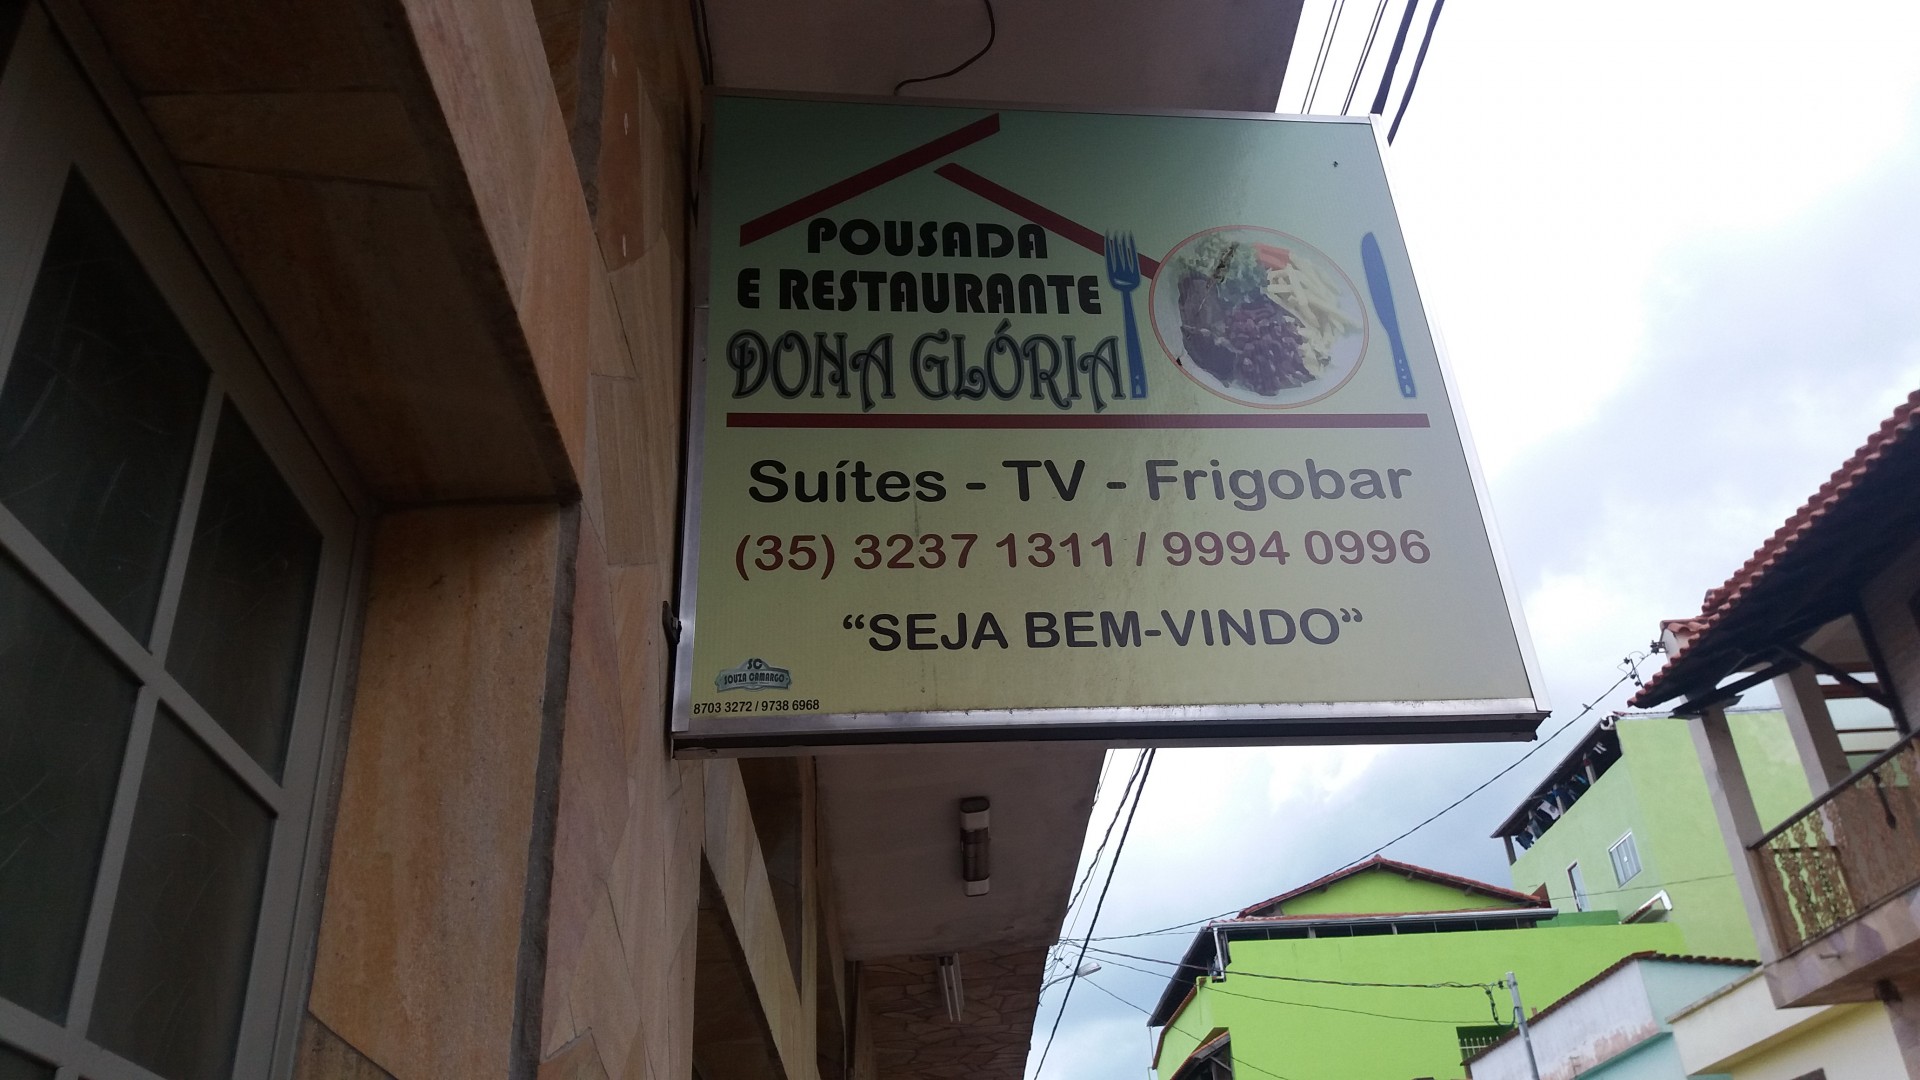 POUSADA
E RESTAURANTE
DONA GLÓRIA
Suítes - TV - Frigobar
(35) 3237 1311 / 9994 0996
“SEJA BEM-VINDO”
SC
SOUZA CAMARGO
8703 3272 / 9738 6968